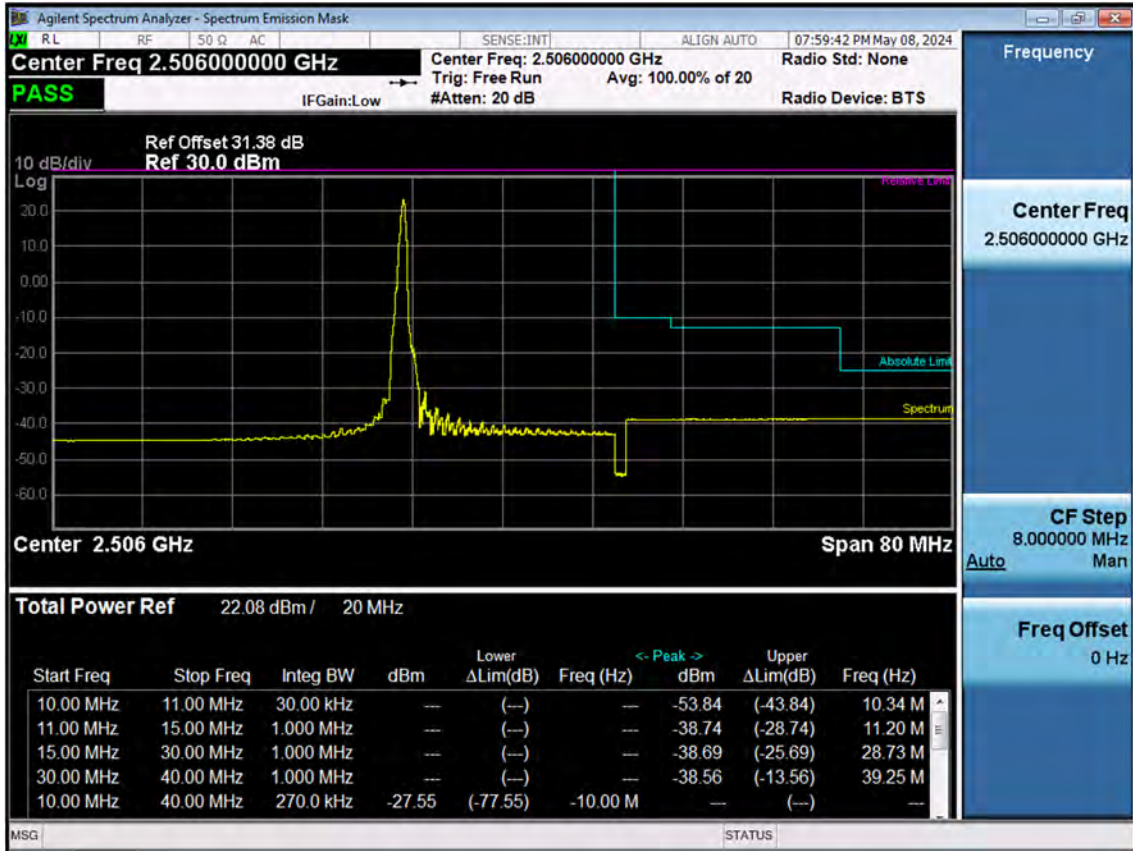 Agilent Spectrum Analyzer - Spectrum Emission Mask
LXI RL RF 50 Ω AC SENSE:INT ALIGN AUTO 07:59:42 PM May 08, 2024
Center Freq 2.506000000 GHz Center Freq: 2.506000000 GHz Radio Std: None
Trig: Free Run Avg: 100.00% of 20
PASS IFGain:Low #Atten: 20 dB Radio Device: BTS
Ref Offset 31.38 dB
10 dB/div Ref 30.0 dBm
Log
Relative Limit
20.0
10.0
0.00
-10.0
-20.0
Absolute Limit
-30.0
Spectrum
-40.0
-50.0
-60.0
Center 2.506 GHz Span 80 MHz
Total Power Ref 22.08 dBm / 20 MHz
Lower <- Peak -> Upper
Start Freq Stop Freq Integ BW dBm ΔLim(dB) Freq (Hz) dBm ΔLim(dB) Freq (Hz)
10.00 MHz 11.00 MHz 30.00 kHz --- (---) --- -53.84 (-43.84) 10.34 M
11.00 MHz 15.00 MHz 1.000 MHz --- (---) --- -38.74 (-28.74) 11.20 M
15.00 MHz 30.00 MHz 1.000 MHz --- (---) --- -38.69 (-25.69) 28.73 M
30.00 MHz 40.00 MHz 1.000 MHz --- (---) --- -38.56 (-13.56) 39.25 M
10.00 MHz 40.00 MHz 270.0 kHz -27.55 (-77.55) -10.00 M --- (---) ---
MSG STATUS
Frequency
Center Freq
2.506000000 GHz
CF Step
8.000000 MHz
Auto Man
Freq Offset
0 Hz